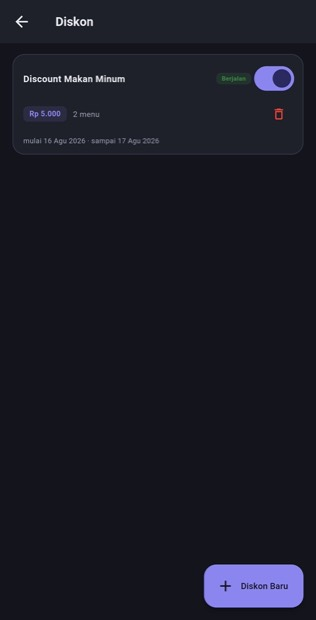 Diskon
Discount Makan Minum
Berjalan
Rp 5.000 2 menu
mulai 16 Agu 2026 · sampai 17 Agu 2026
Diskon Baru